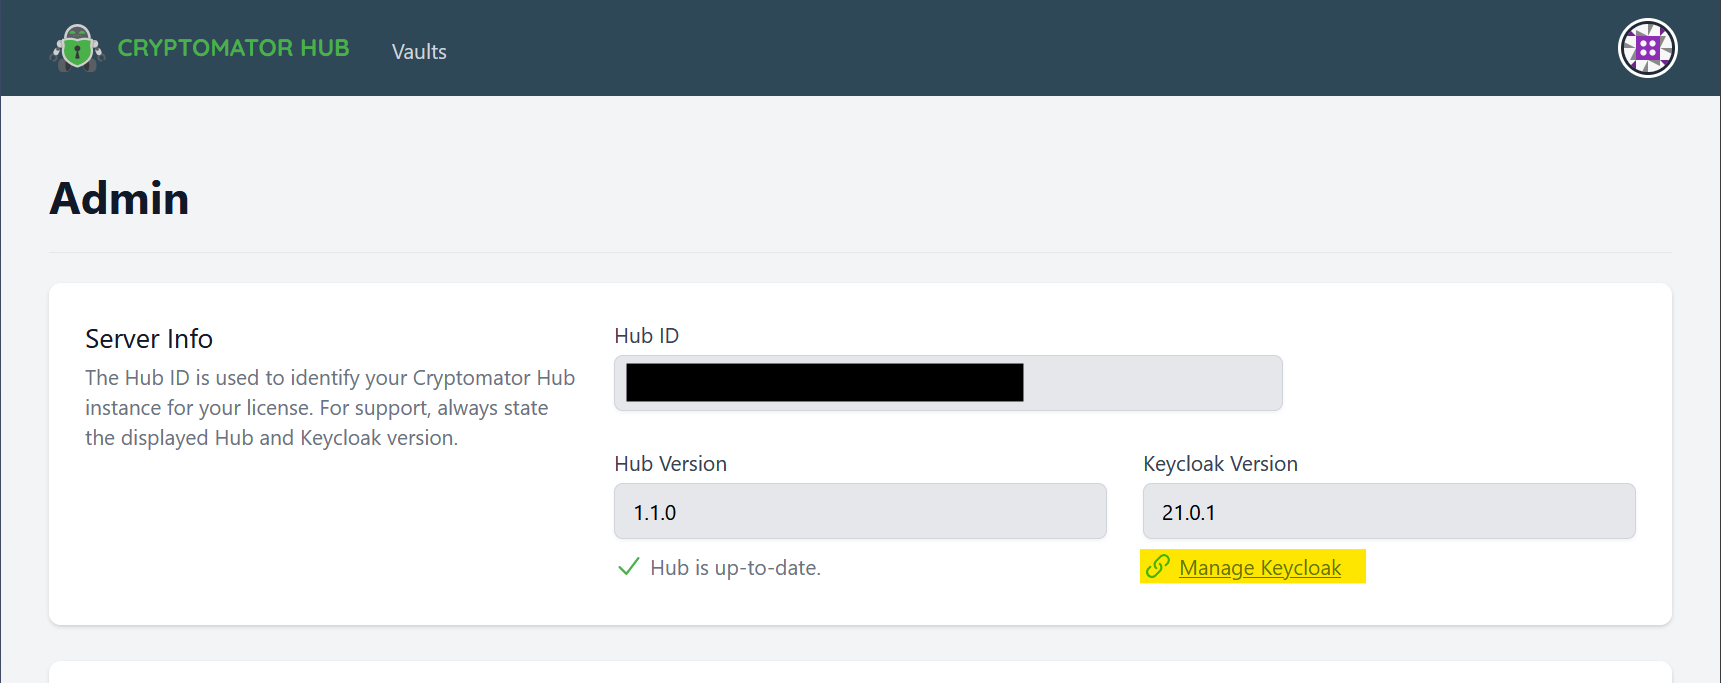 CRYPTOMATOR HUB
Vaults
Admin
Server Info
The Hub ID is used to identify your Cryptomator Hub
instance for your license. For support, always state
the displayed Hub and Keycloak version.
Hub ID
Hub Version
Keycloak Version
1.1.0
21.0.1
Hub is up-to-date.
Manage Keycloak